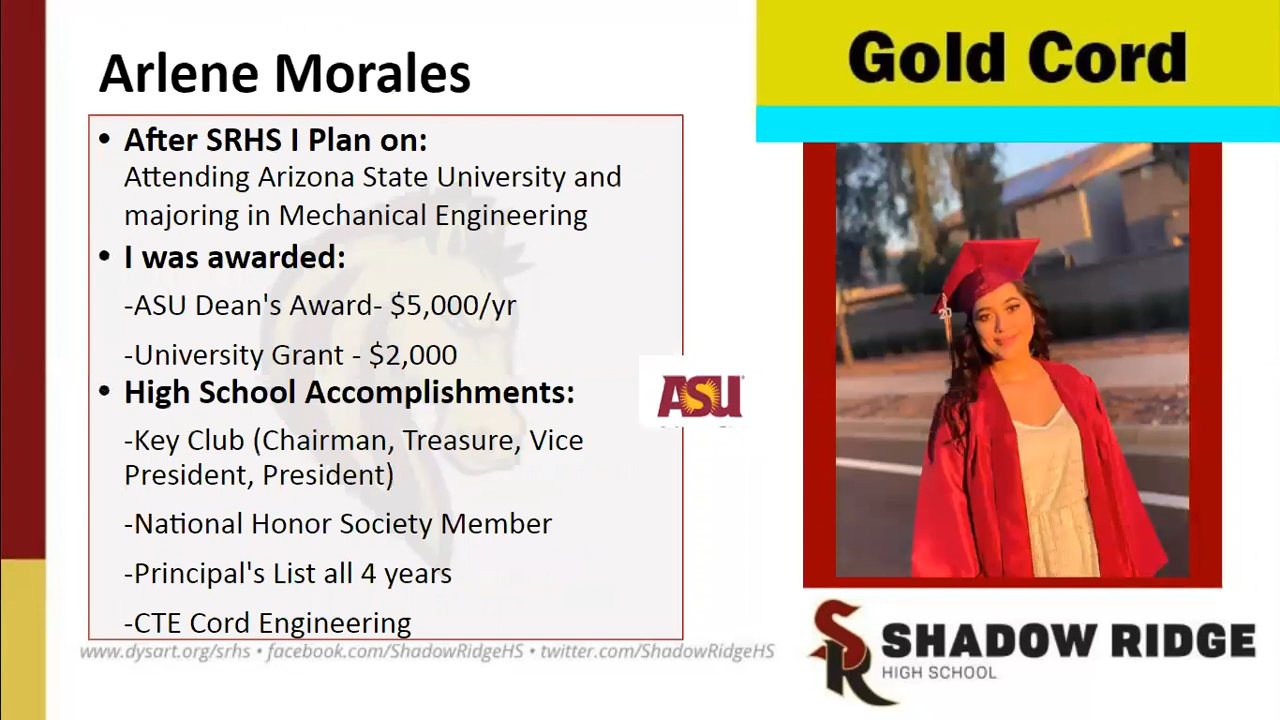 Arlene Morales
Gold Cord
• After SRHS I Plan on:
Attending Arizona State University and
majoring in Mechanical Engineering
• I was awarded:
-ASU Dean's Award- $5,000/yr
-University Grant - $2,000
• High School Accomplishments:
-Key Club (Chairman, Treasure, Vice
President, President)
-National Honor Society Member
-Principal's List all 4 years
-CTE Cord Engineering
ASU
20
www.dysart.org/srhs • facebook.com/ShadowRidgeHS • twitter.com/ShadowRidgeHS
SR
SHADOW RIDGE
HIGH SCHOOL